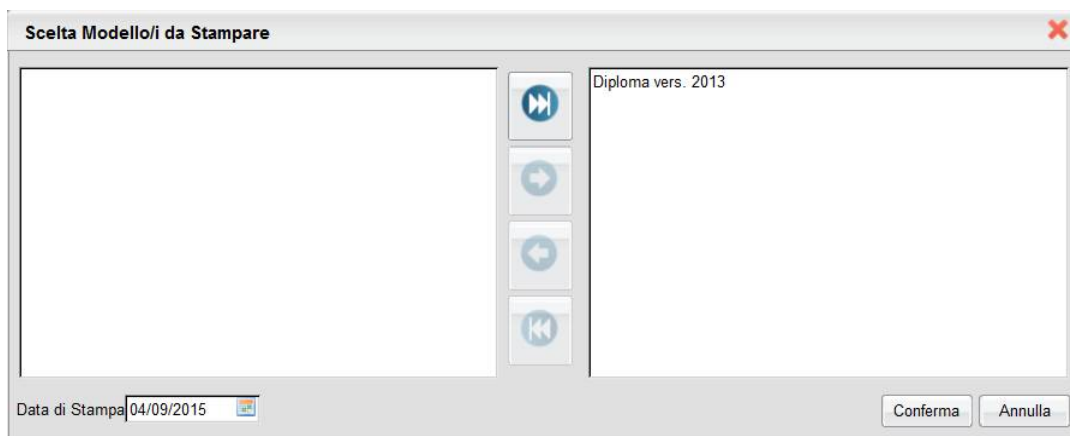 Scelta Modello/i da Stampare
Diploma vers. 2013
Data di Stampa 04/09/2015
Conferma Annulla